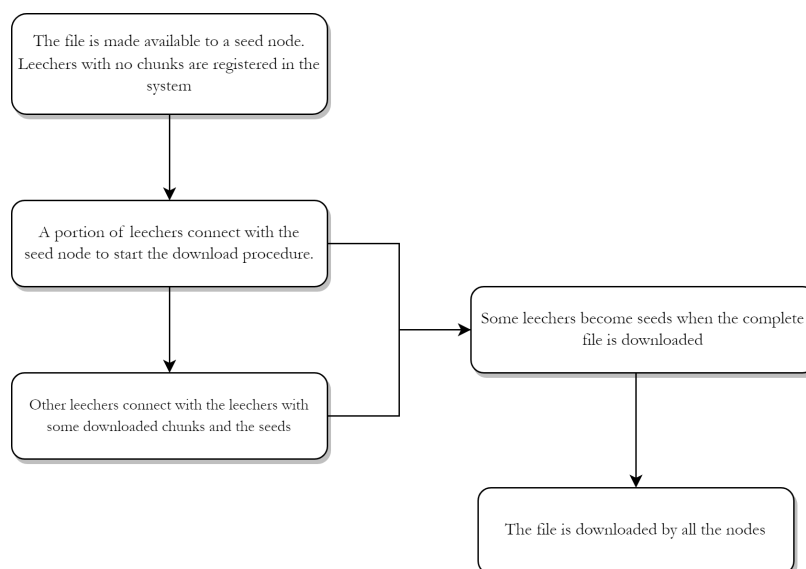 The file is made available to a seed node.
Leechers with no chunks are registered in the
system
A portion of leechers connect with the
seed node to start the download procedure.
Other leechers connect with the leechers with
some downloaded chunks and the seeds
Some leechers become seeds when the complete
file is downloaded
The file is downloaded by all the nodes